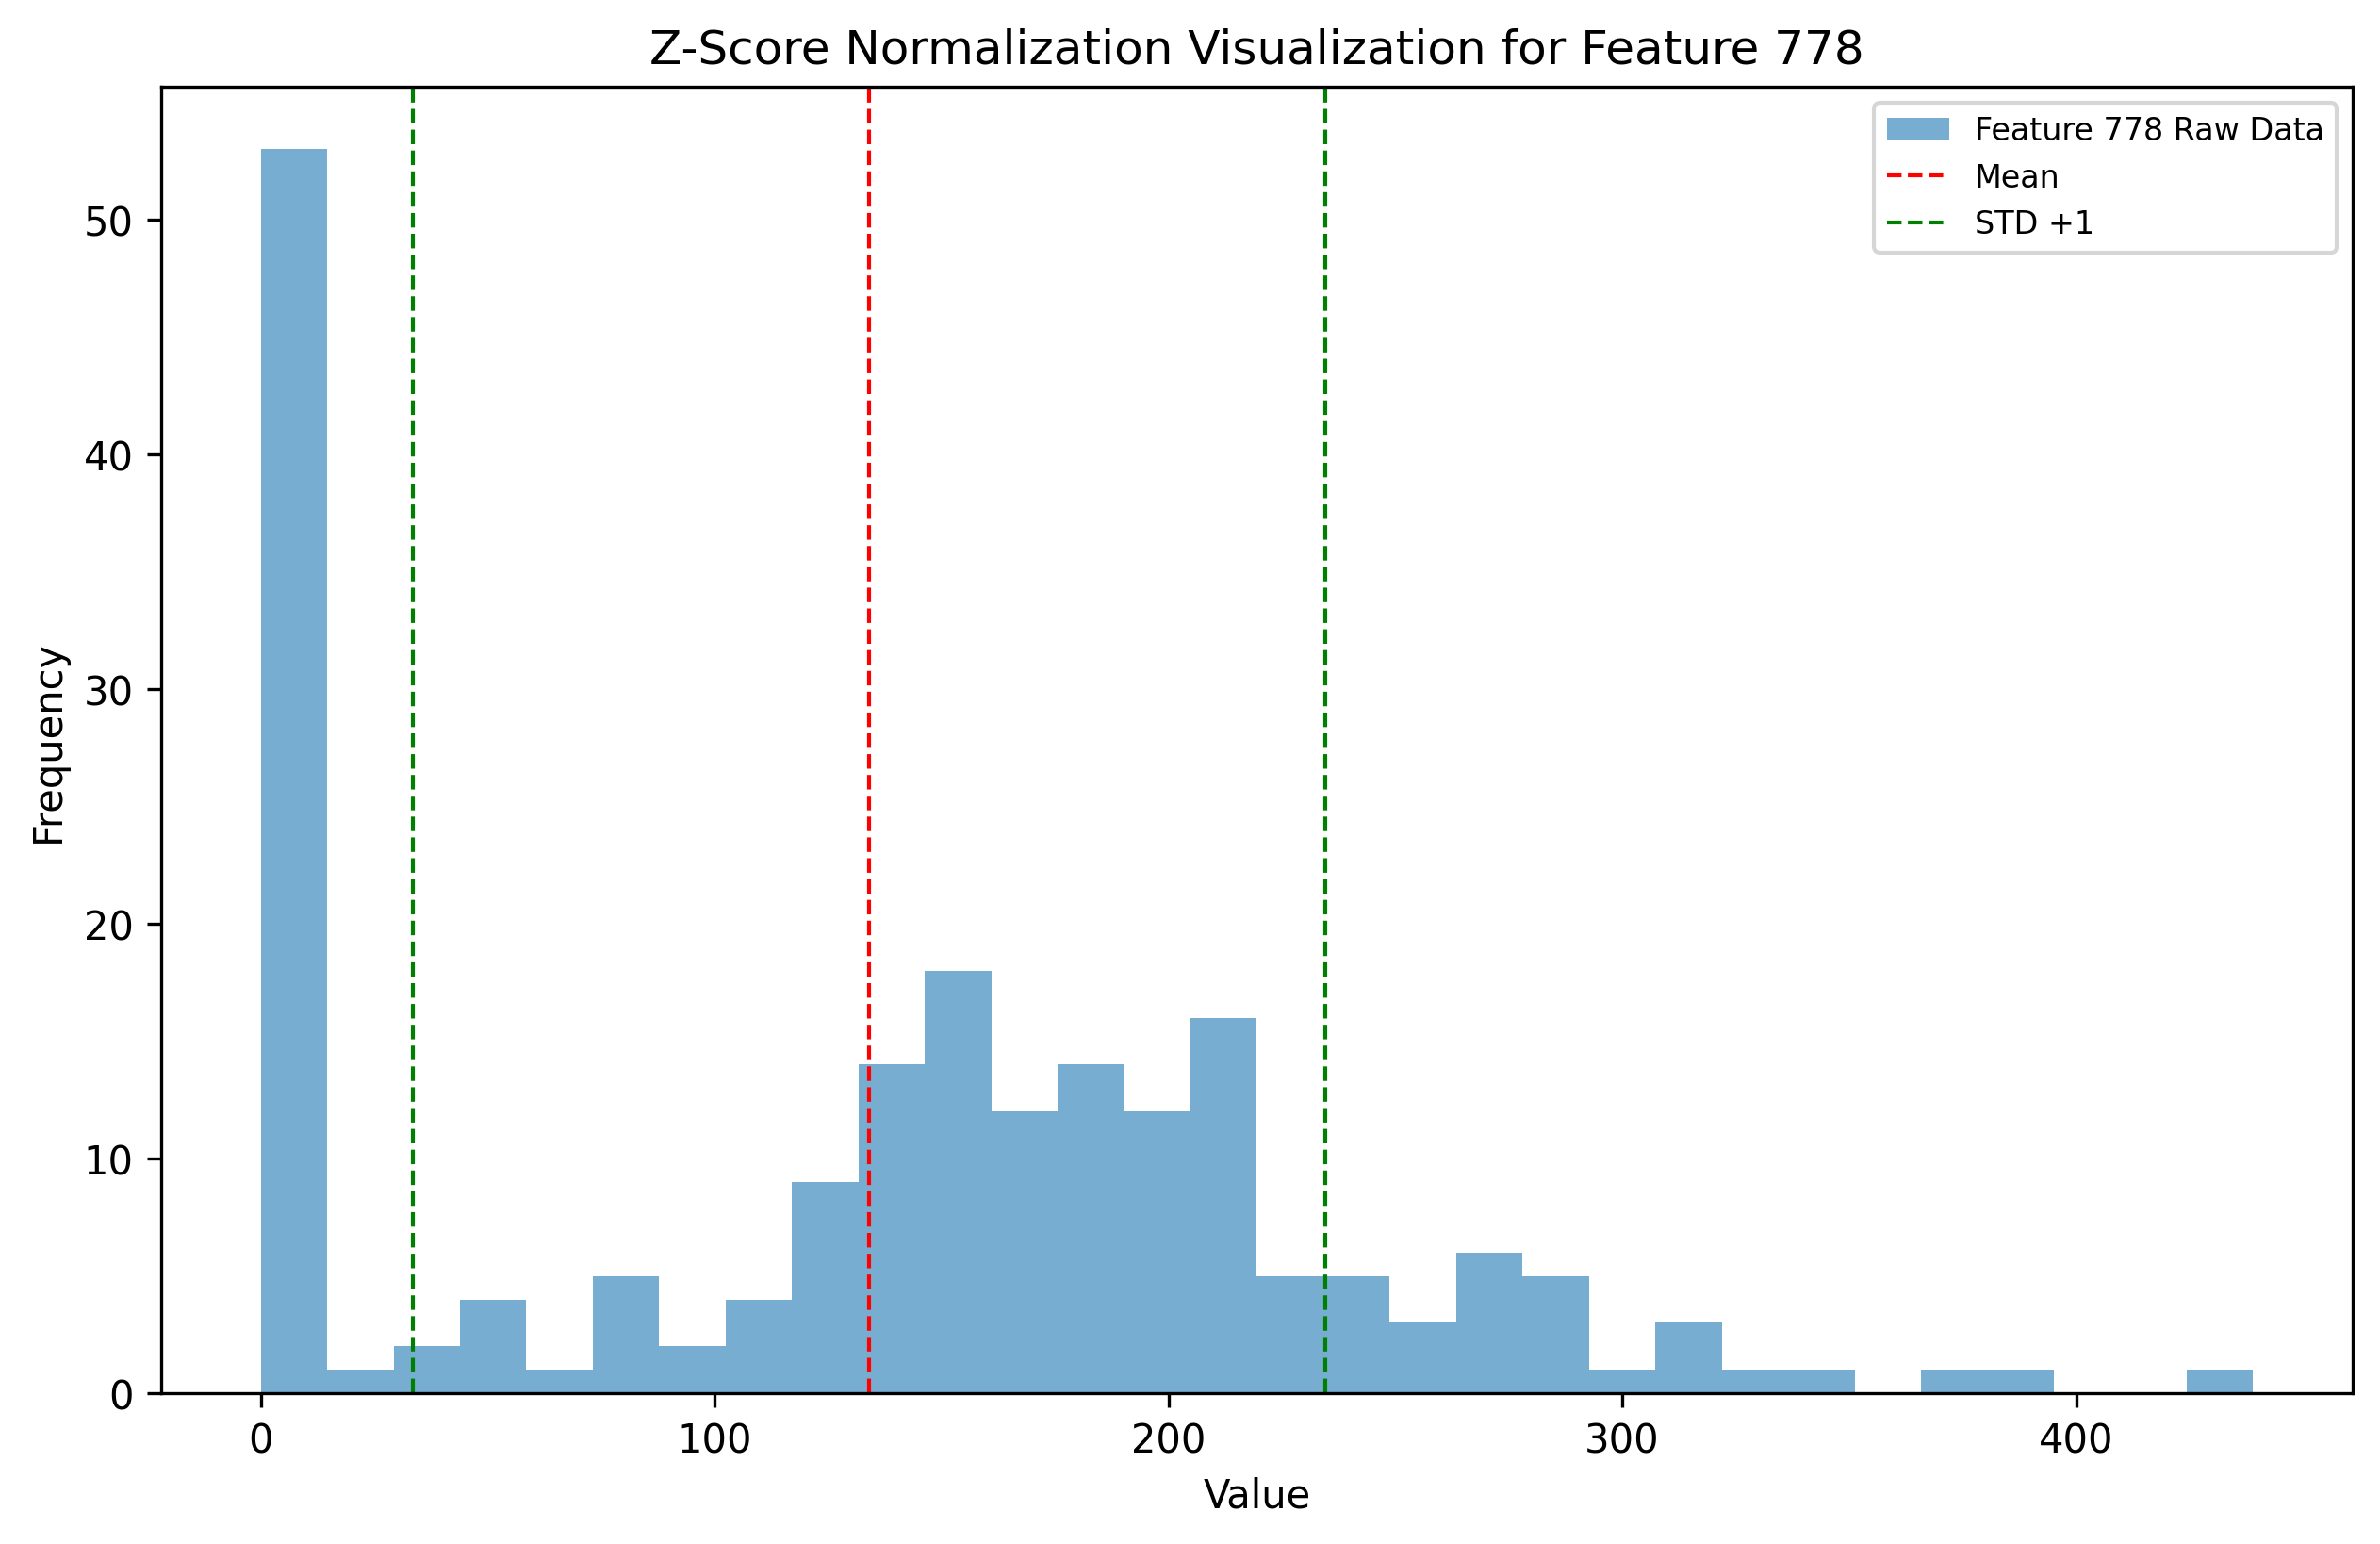 Z-Score Normalization Visualization for Feature 778
Feature 778 Raw Data
Mean
STD +1
50
40
30
20
10
0
Frequency
0 100 200 300 400
Value